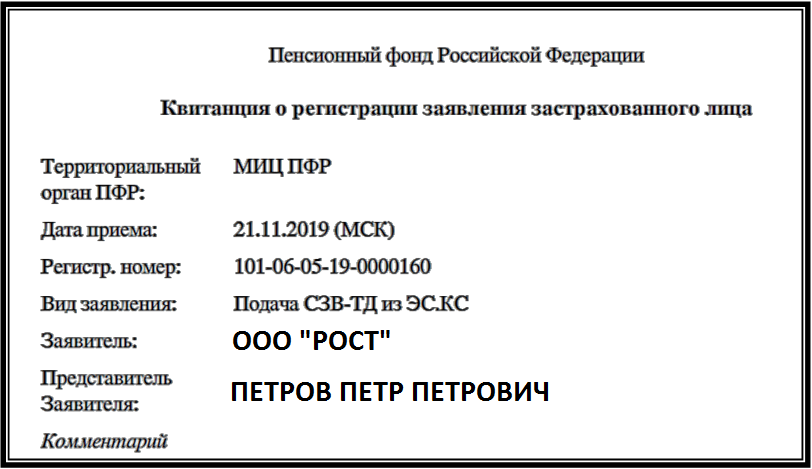 Пенсионный фонд Российской Федерации
Квитанция о регистрации заявления застрахованного лица
Территориальный МИЦ ПФР
орган ПФР:
Дата приема: 21.11.2019 (МСК)
Регистр. номер: 101-06-05-19-0000160
Вид заявления: Подача СЗВ-ТД из ЭС.КС
Заявитель: ООО "РОСТ"
Представитель ПЕТРОВ ПЕТР ПЕТРОВИЧ
Заявителя:
Комментарий